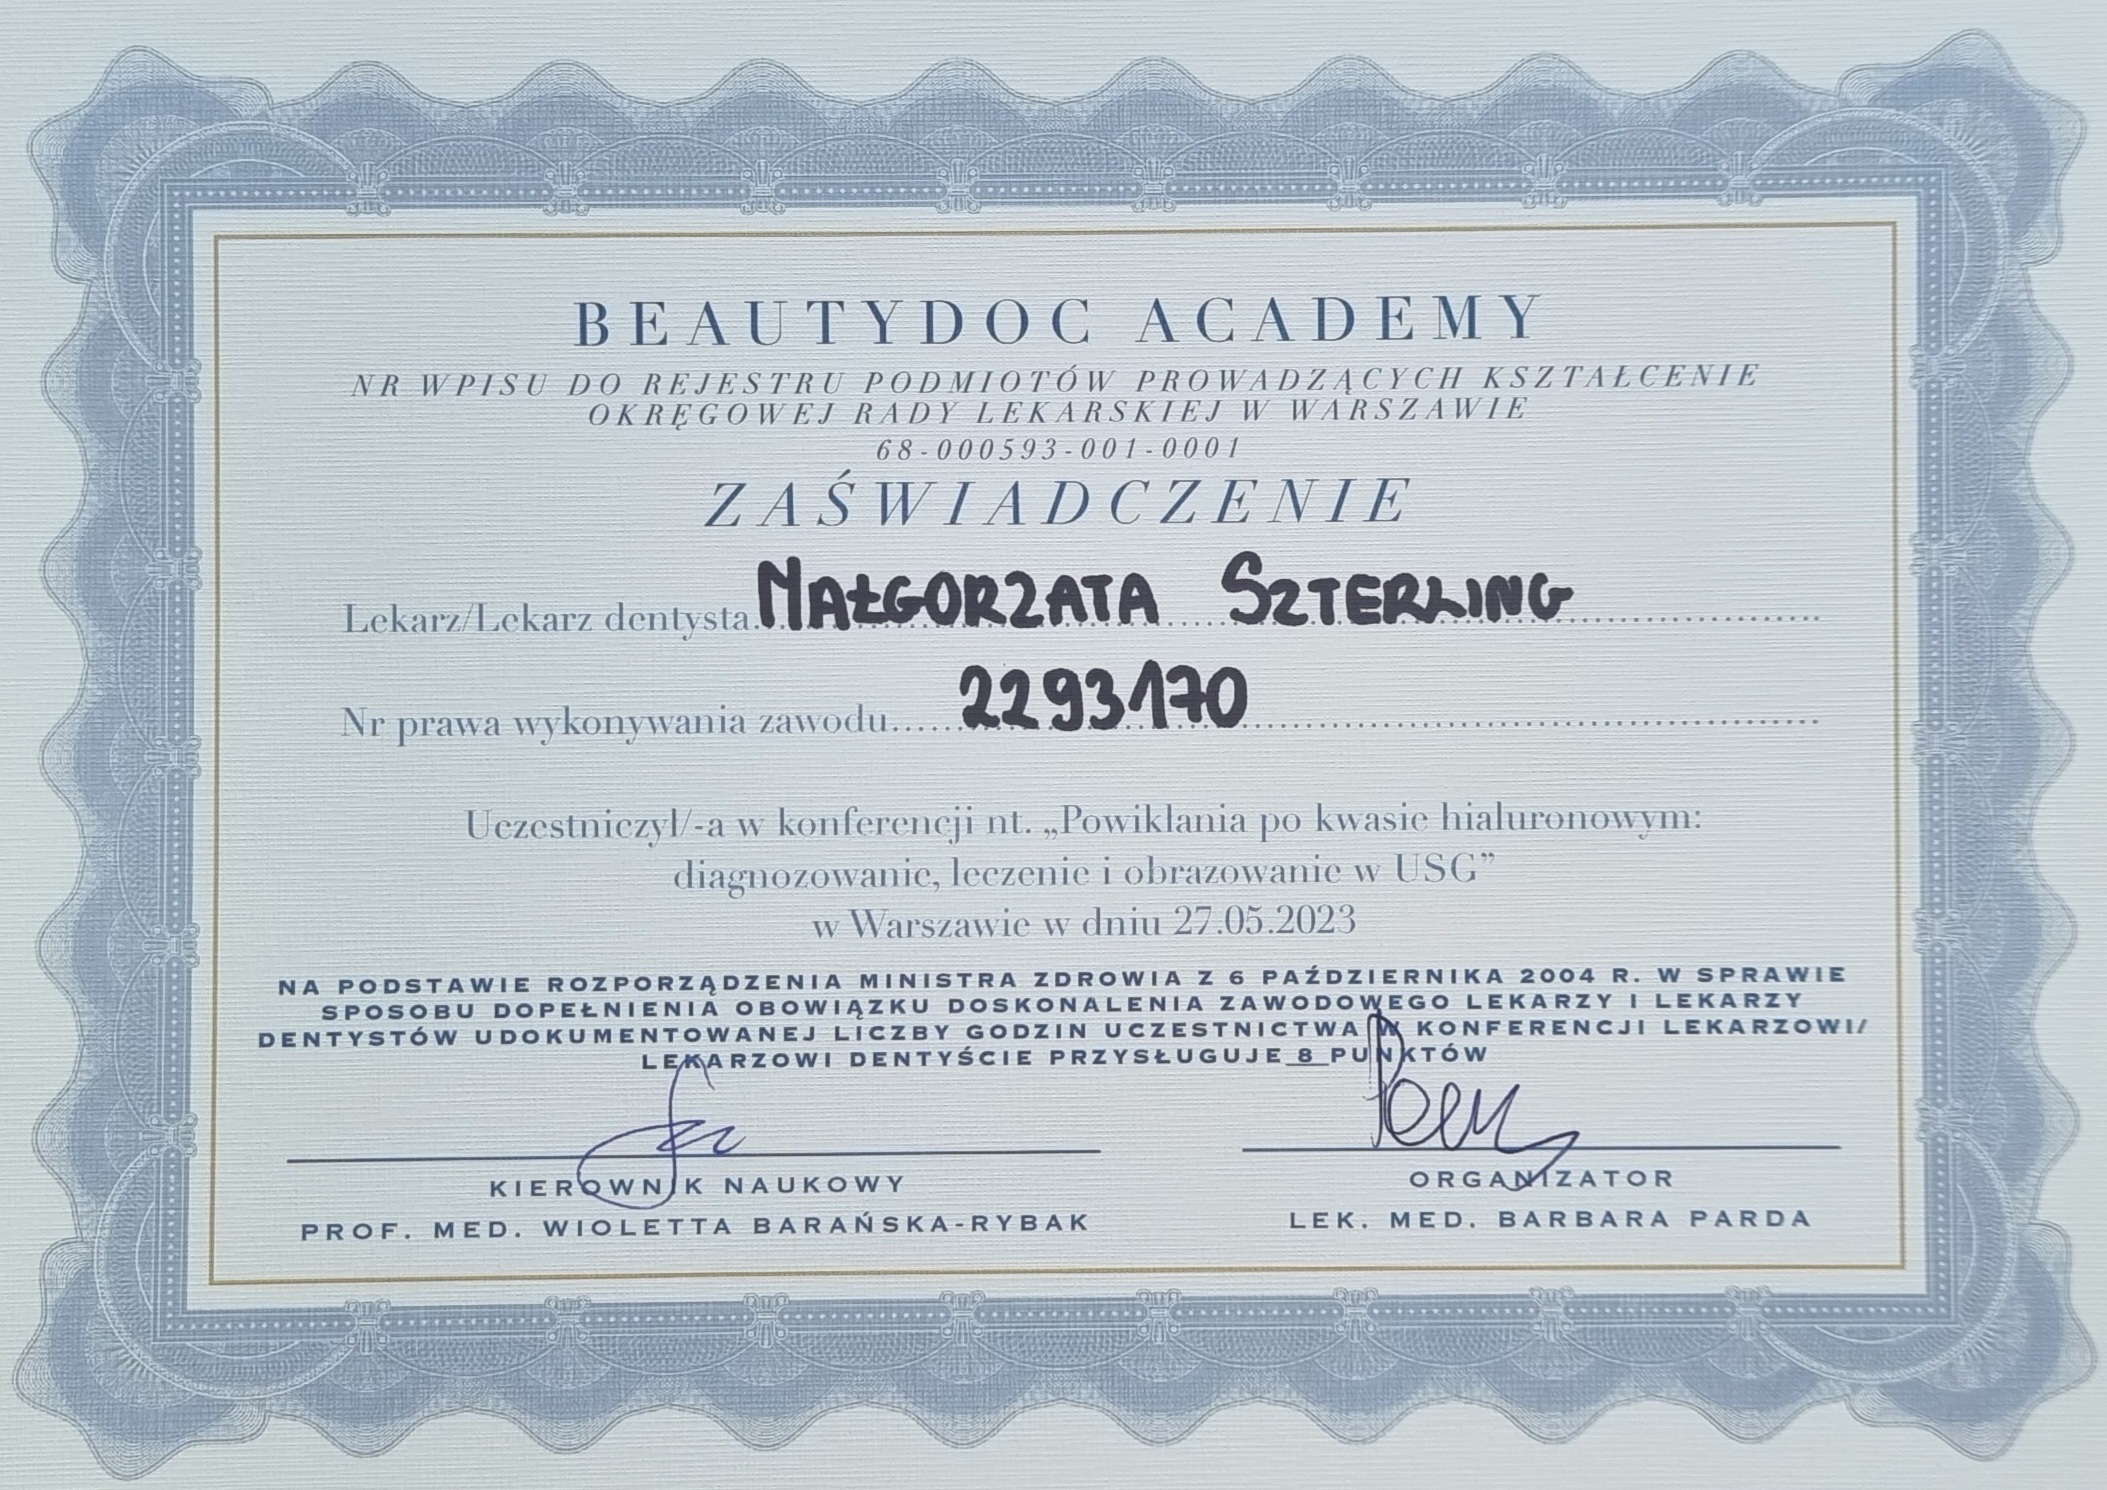 BEAUTYDOC ACADEMY
NR WPISU DO REJESTRU PODMIOTÓW PROWADZĄCYCH KSZTAŁCENIE
OKRĘGOWEJ RADY LEKARSKIEJ W WARSZAWIE
68-000593-001-0001
ZAŚWIADCZENIE
Lekarz/Lekarz dentysta MAŁGORZATA SZTERLING
Nr prawa wykonywania zawodu 2293170
Uczestniczył/-a w konferencji nt. „Powikłania po kwasie hialuronowym:
diagnozowanie, leczenie i obrazowanie w USG”
w Warszawie w dniu 27.05.2023
NA PODSTAWIE ROZPORZĄDZENIA MINISTRA ZDROWIA Z 6 PAŹDZIERNIKA 2004 R. W SPRAWIE
SPOSOBU DOPEŁNIENIA OBOWIĄZKU DOSKONALENIA ZAWODOWEGO LEKARZY I LEKARZY
DENTYSTÓW UDOKUMENTOWANEJ LICZBY GODZIN UCZESTNICTWA W KONFERENCJI LEKARZOWI/
LEKARZOWI DENTYŚCIE PRZYSŁUGUJE 8 PUNKTÓW
KIEROWNIK NAUKOWY
PROF. MED. WIOLETTA BARAŃSKA-RYBAK
ORGANIZATOR
LEK. MED. BARBARA PARDA